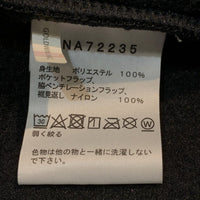 GOLDWIN
NA72235
身生地 ポリエステル 100%
ポケットフラップ、
脇ベンチレーションフラップ、
裾見返し ナイロン 100%
30
弱く絞る
色物は他の物と一緒に洗濯しない
で下さい。